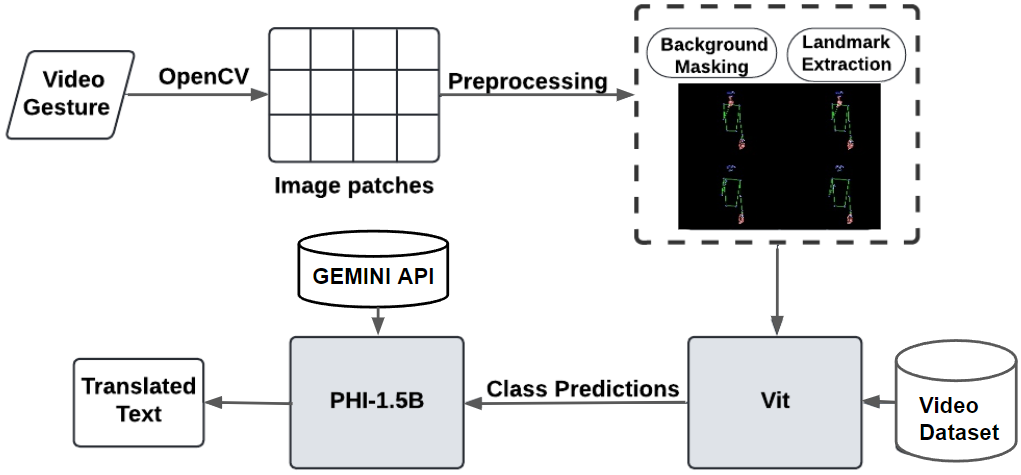 Video
Gesture
OpenCV
Image patches
Preprocessing
Background
Masking
Landmark
Extraction
GEMINI API
Translated
Text
PHI-1.5B
Class Predictions
Vit
Video
Dataset